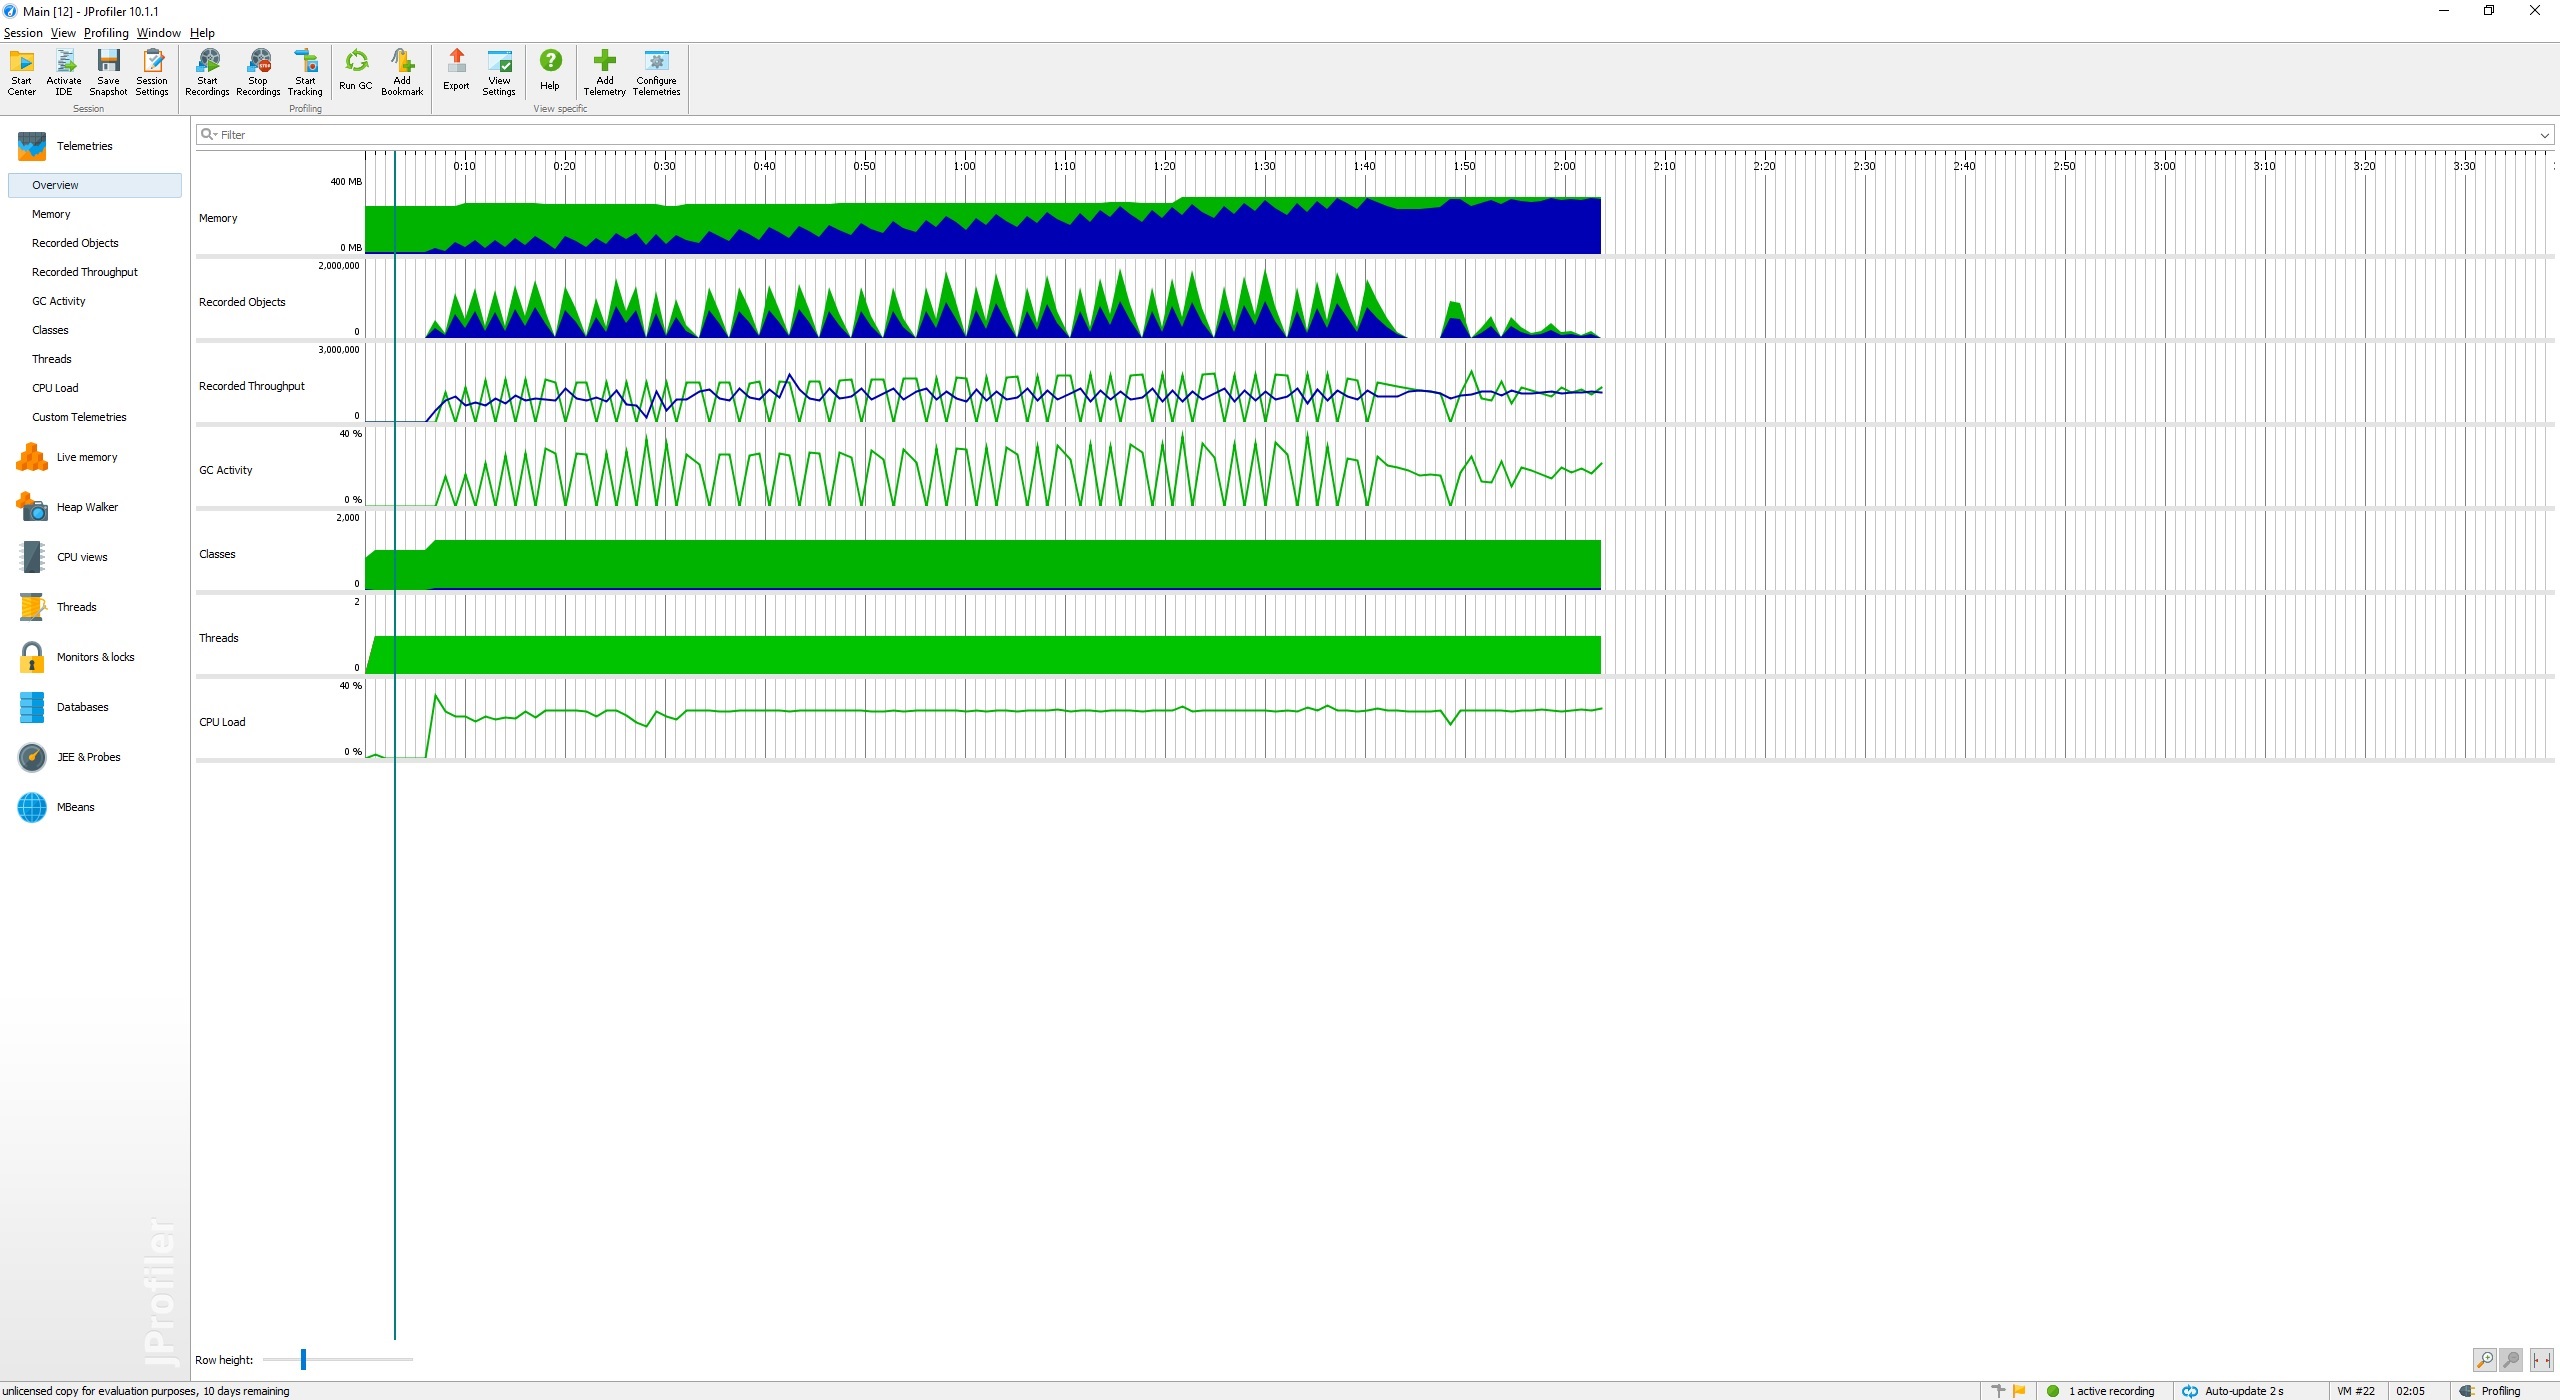 Main [12] - JProfiler 10.1.1
Session View Profiling Window Help
Start Center
Activate IDE
Save Snapshot
Session Settings
Start Recordings
Stop Recordings
Start Tracking
Run GC
Add Bookmark
Export
View Settings
Help
Add Telemetry
Configure Telemetries
Session
Profiling
View specific
Telemetries
Overview
Memory
Recorded Objects
Recorded Throughput
GC Activity
Classes
Threads
CPU Load
Custom Telemetries
Live memory
Heap Walker
CPU views
Threads
Monitors & locks
Databases
JEE & Probes
MBeans
JProfiler
Filter
0:10 0:20 0:30 0:40 0:50 1:00 1:10 1:20 1:30 1:40 1:50 2:00 2:10 2:20 2:30 2:40 2:50 3:00 3:10 3:20 3:30
400 MB
Memory
0 MB
2,000,000
Recorded Objects
0
3,000,000
Recorded Throughput
0
40 %
GC Activity
0 %
2,000
Classes
0
2
Threads
0
40 %
CPU Load
0 %
Row height:
unlicensed copy for evaluation purposes, 10 days remaining
1 active recording
Auto-update 2 s
VM #22
02:05
Profiling